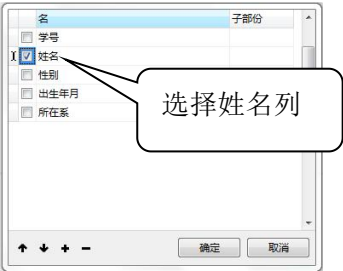 名 子部份
学号
姓名
性别
出生年月
所在系
选择姓名列
确定 取消